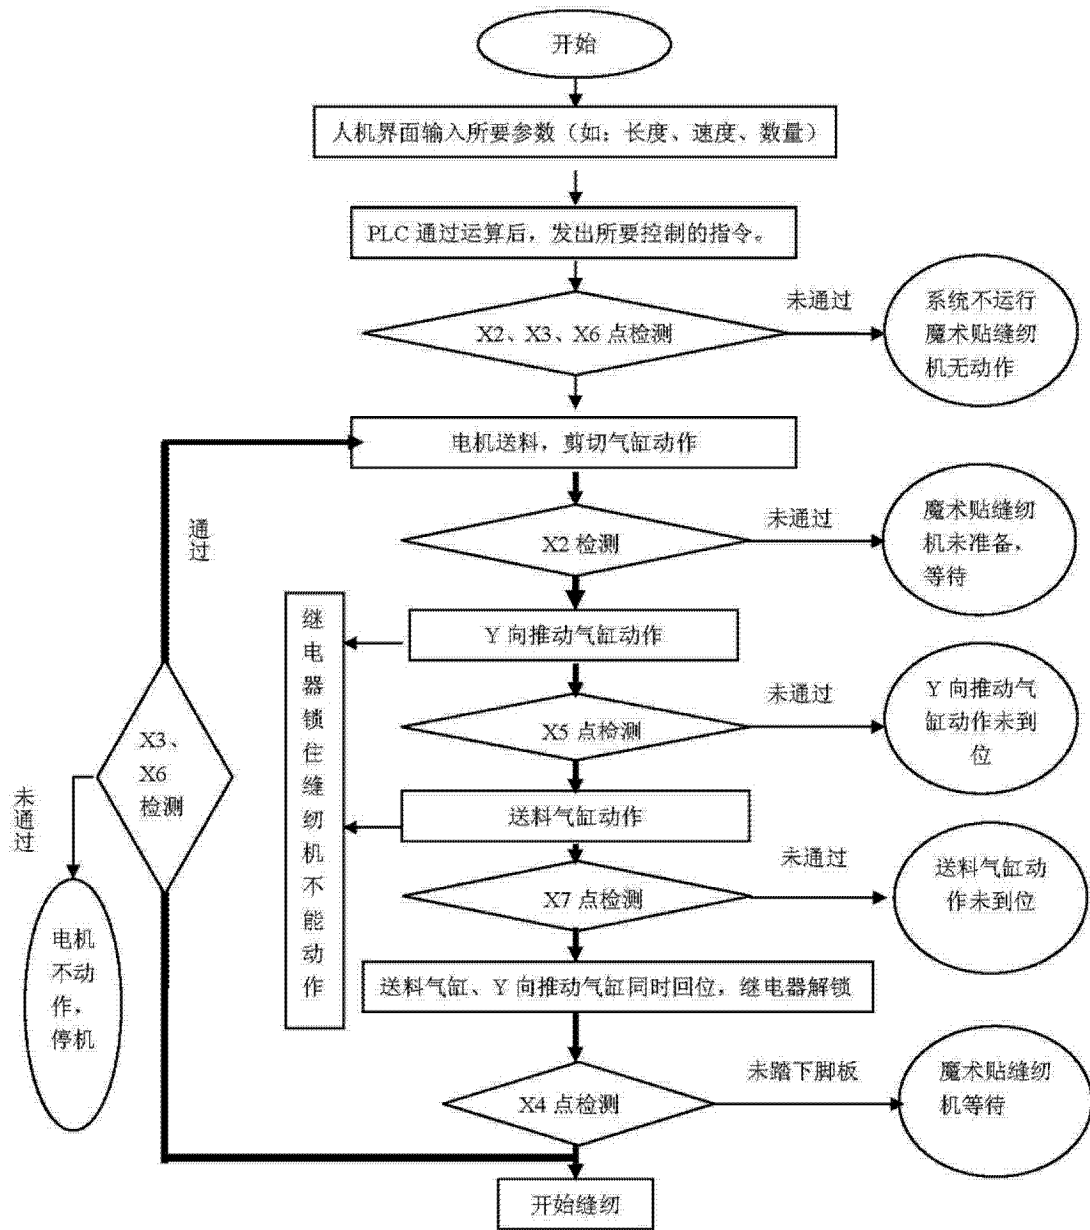 开始
人机界面输入所要参数（如：长度、速度、数量）
PLC 通过运算后，发出所要控制的指令。
X2、X3、X6 点检测
未通过
系统不运行
魔术贴缝纫
机无动作
电机送料，剪切气缸动作
通过
X2 检测
未通过
魔术贴缝纫
机未准备，
等待
继电器锁住缝纫机不能动作
Y 向推动气缸动作
X5 点检测
未通过
Y 向推动气
缸动作未到
位
X3、
X6
检测
未通过
电机
不动
作，
停机
送料气缸动作
X7 点检测
未通过
送料气缸动
作未到位
送料气缸、Y 向推动气缸同时回位，继电器解锁
X4 点检测
未踏下脚板
魔术贴缝纫
机等待
开始缝纫